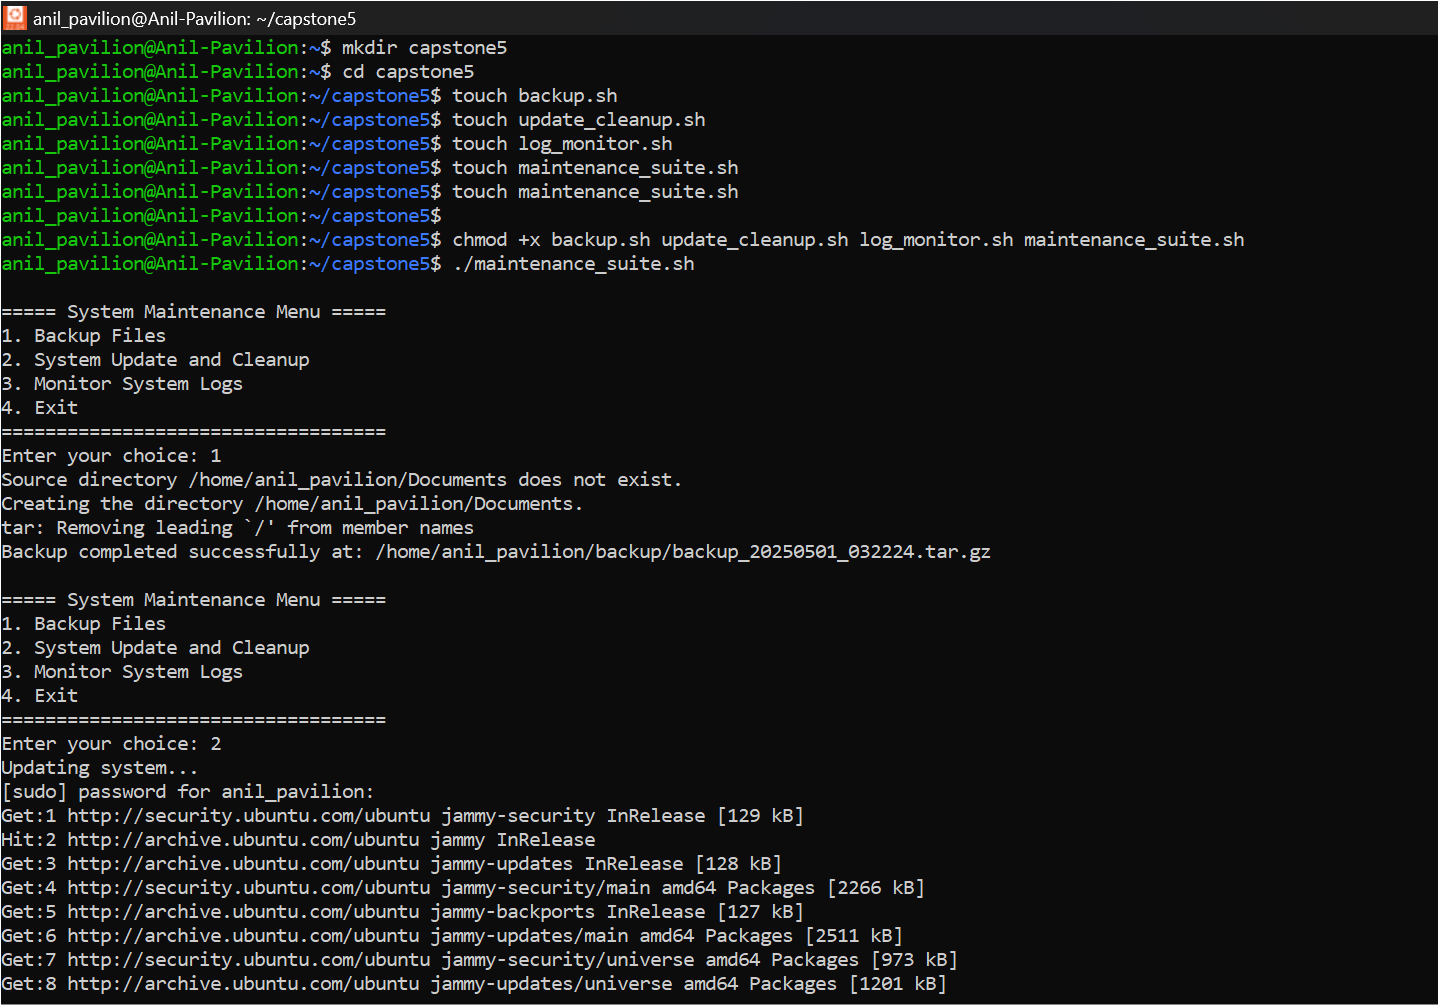 anil_pavilion@Anil-Pavilion: ~/capstone5
anil_pavilion@Anil-Pavilion:~$ mkdir capstone5
anil_pavilion@Anil-Pavilion:~$ cd capstone5
anil_pavilion@Anil-Pavilion:~/capstone5$ touch backup.sh
anil_pavilion@Anil-Pavilion:~/capstone5$ touch update_cleanup.sh
anil_pavilion@Anil-Pavilion:~/capstone5$ touch log_monitor.sh
anil_pavilion@Anil-Pavilion:~/capstone5$ touch maintenance_suite.sh
anil_pavilion@Anil-Pavilion:~/capstone5$ touch maintenance_suite.sh
anil_pavilion@Anil-Pavilion:~/capstone5$
anil_pavilion@Anil-Pavilion:~/capstone5$ chmod +x backup.sh update_cleanup.sh log_monitor.sh maintenance_suite.sh
anil_pavilion@Anil-Pavilion:~/capstone5$ ./maintenance_suite.sh
===== System Maintenance Menu =====
1. Backup Files
2. System Update and Cleanup
3. Monitor System Logs
4. Exit
===================================
Enter your choice: 1
Source directory /home/anil_pavilion/Documents does not exist.
Creating the directory /home/anil_pavilion/Documents.
tar: Removing leading `/' from member names
Backup completed successfully at: /home/anil_pavilion/backup/backup_20250501_032224.tar.gz
===== System Maintenance Menu =====
1. Backup Files
2. System Update and Cleanup
3. Monitor System Logs
4. Exit
===================================
Enter your choice: 2
Updating system...
[sudo] password for anil_pavilion:
Get:1 http://security.ubuntu.com/ubuntu jammy-security InRelease [129 kB]
Hit:2 http://archive.ubuntu.com/ubuntu jammy InRelease
Get:3 http://archive.ubuntu.com/ubuntu jammy-updates InRelease [128 kB]
Get:4 http://security.ubuntu.com/ubuntu jammy-security/main amd64 Packages [2266 kB]
Get:5 http://archive.ubuntu.com/ubuntu jammy-backports InRelease [127 kB]
Get:6 http://archive.ubuntu.com/ubuntu jammy-updates/main amd64 Packages [2511 kB]
Get:7 http://security.ubuntu.com/ubuntu jammy-security/universe amd64 Packages [973 kB]
Get:8 http://archive.ubuntu.com/ubuntu jammy-updates/universe amd64 Packages [1201 kB]